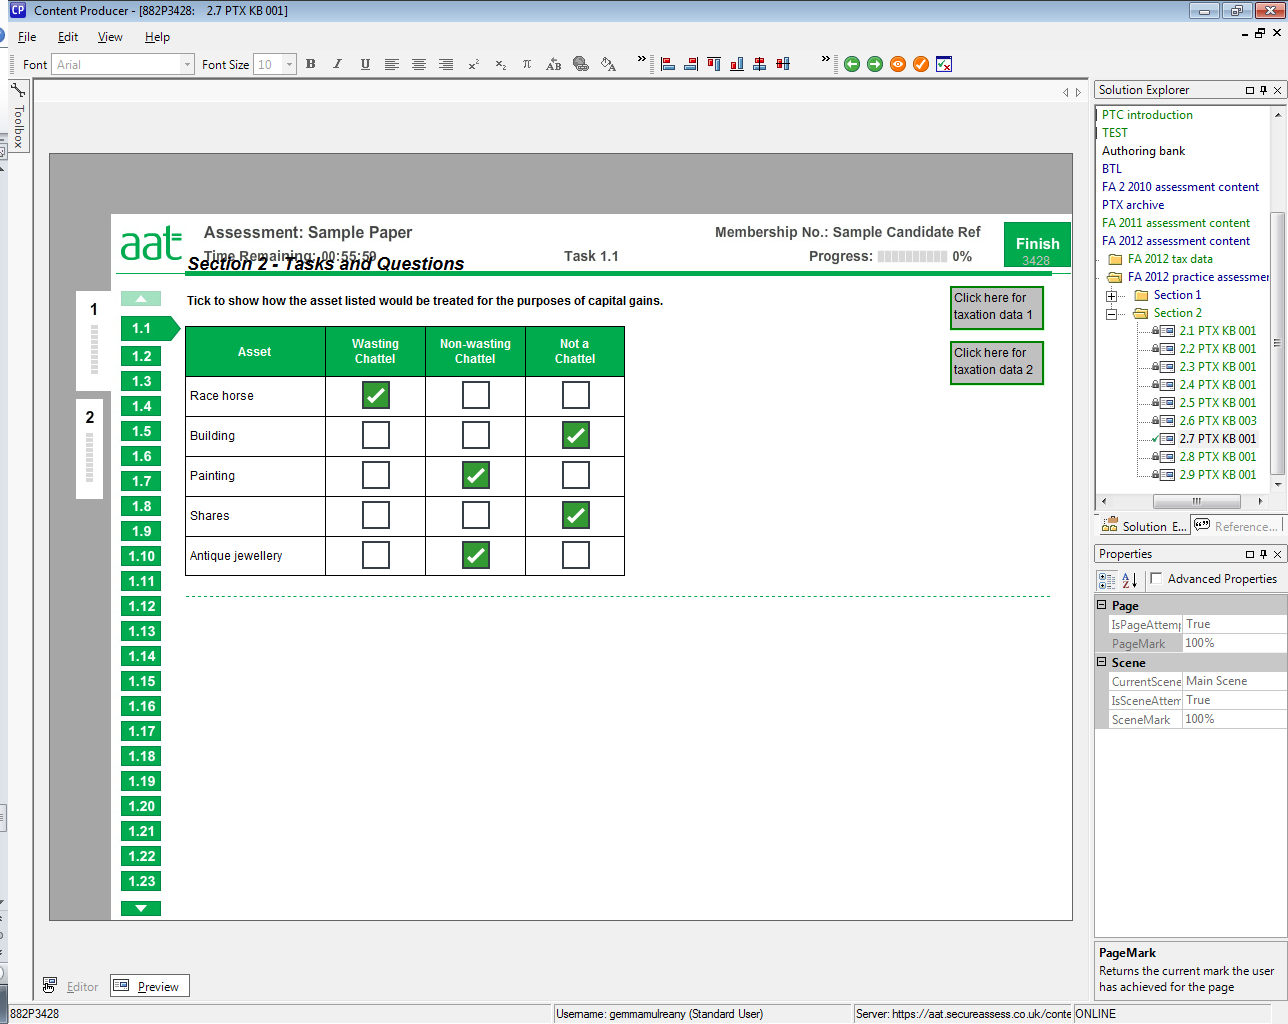 Content Producer - [882P3428: 2.7 PTX KB 001]
File Edit View Help
Font Arial Font Size 10 B I U
Toolbox
aat
Assessment: Sample Paper
Membership No.: Sample Candidate Ref
Finish
3428
Time Remaining: 00:55:59
Task 1.1
Progress: 0%
Section 2 - Tasks and Questions
Tick to show how the asset listed would be treated for the purposes of capital gains.
Click here for
taxation data 1
Click here for
taxation data 2
1
2
1.1
1.2
1.3
1.4
1.5
1.6
1.7
1.8
1.9
1.10
1.11
1.12
1.13
1.14
1.15
1.16
1.17
1.18
1.19
1.20
1.21
1.22
1.23
Asset
Wasting
Chattel
Non-wasting
Chattel
Not a
Chattel
Race horse
Building
Painting
Shares
Antique jewellery
Solution Explorer
PTC introduction
TEST
Authoring bank
BTL
FA 2 2010 assessment content
PTX archive
FA 2011 assessment content
FA 2012 assessment content
FA 2012 tax data
FA 2012 practice assessmer
Section 1
Section 2
2.1 PTX KB 001
2.2 PTX KB 001
2.3 PTX KB 001
2.4 PTX KB 001
2.5 PTX KB 001
2.6 PTX KB 003
2.7 PTX KB 001
2.8 PTX KB 001
2.9 PTX KB 001
Solution E... Reference...
Properties
Advanced Properties
Page
IsPageAttemp True
PageMark 100%
Scene
CurrentScene Main Scene
IsSceneAttem True
SceneMark 100%
PageMark
Returns the current mark the user
has achieved for the page
Editor Preview
882P3428
Username: gemmamulreany (Standard User)
Server: https://aat.secureassess.co.uk/conte
ONLINE